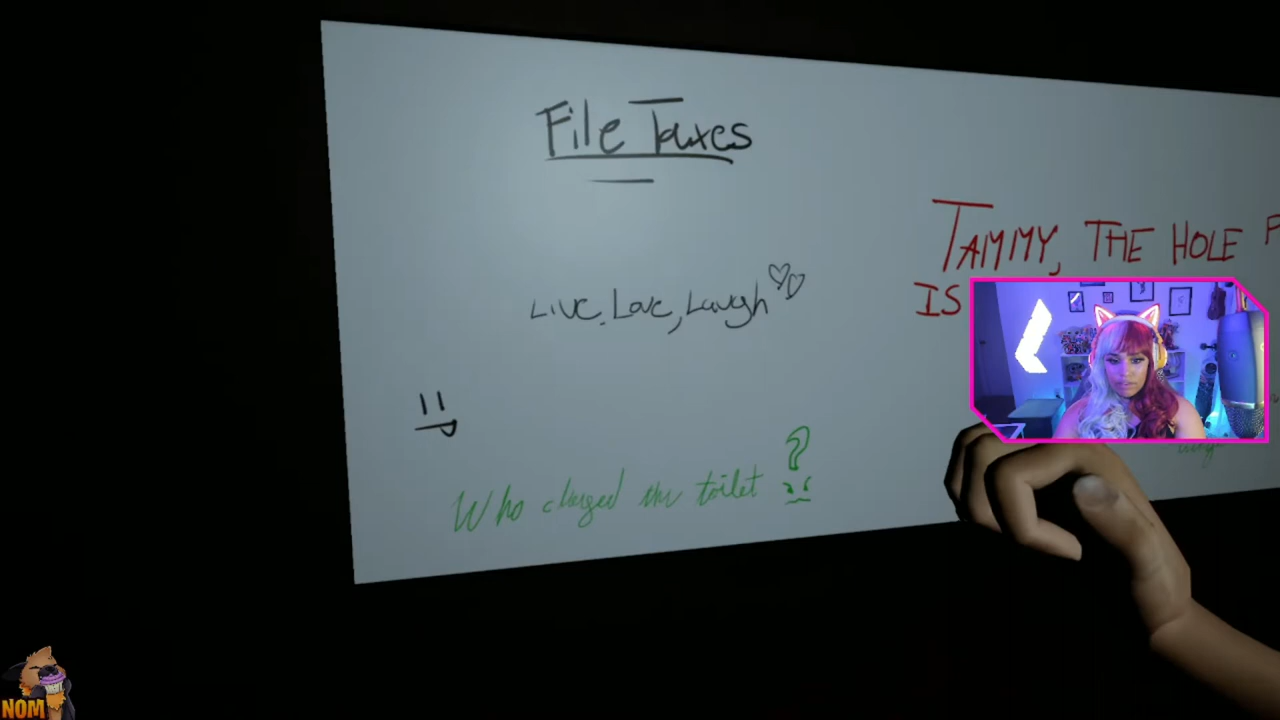 File Taxes
TAMMY, THE HOLE
IS
Live, Love, Laugh
Who clogged the toilet ?
NOM